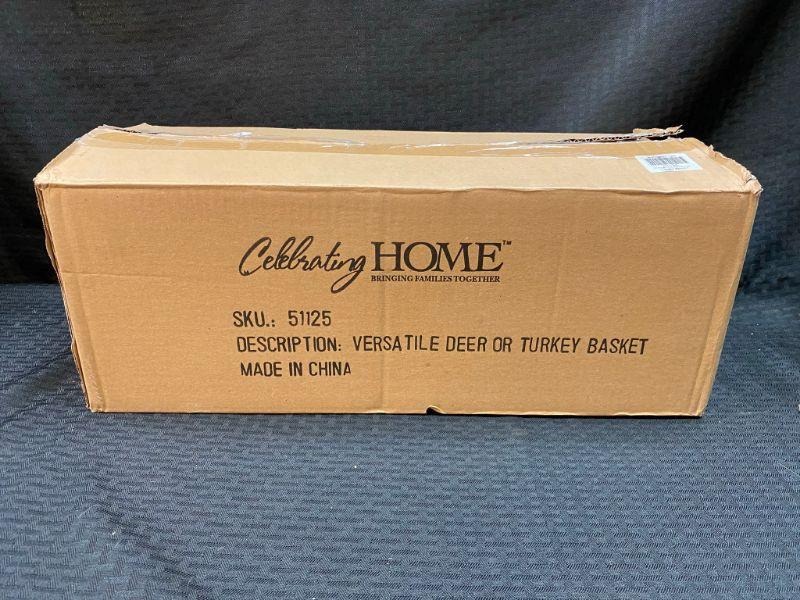 Celebrating HOME™
BRINGING FAMILIES TOGETHER
SKU.: 51125
DESCRIPTION: VERSATILE DEER OR TURKEY BASKET
MADE IN CHINA